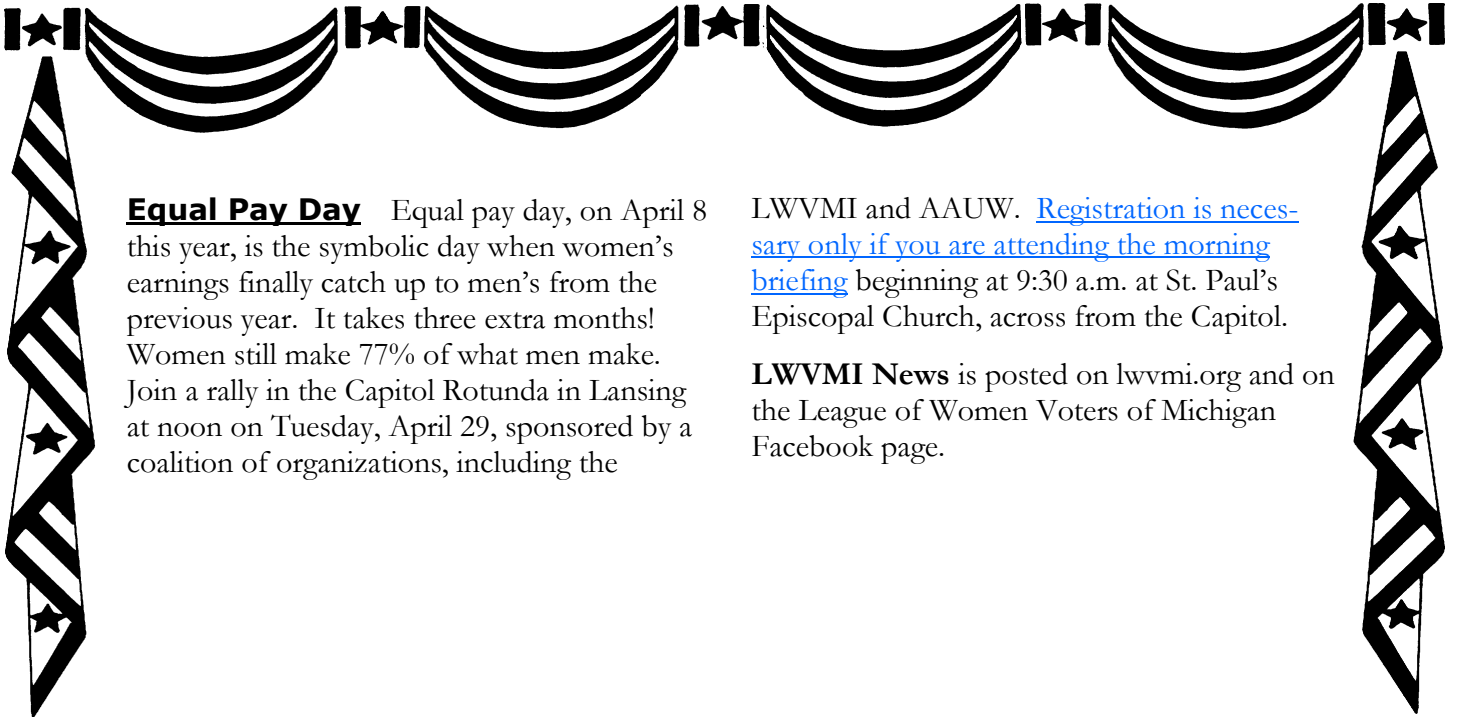 Equal Pay Day Equal pay day, on April 8
this year, is the symbolic day when women’s
earnings finally catch up to men’s from the
previous year. It takes three extra months!
Women still make 77% of what men make.
Join a rally in the Capitol Rotunda in Lansing
at noon on Tuesday, April 29, sponsored by a
coalition of organizations, including the
LWVMI and AAUW. Registration is neces-
sary only if you are attending the morning
briefing beginning at 9:30 a.m. at St. Paul’s
Episcopal Church, across from the Capitol.
LWVMI News is posted on lwvmi.org and on
the League of Women Voters of Michigan
Facebook page.